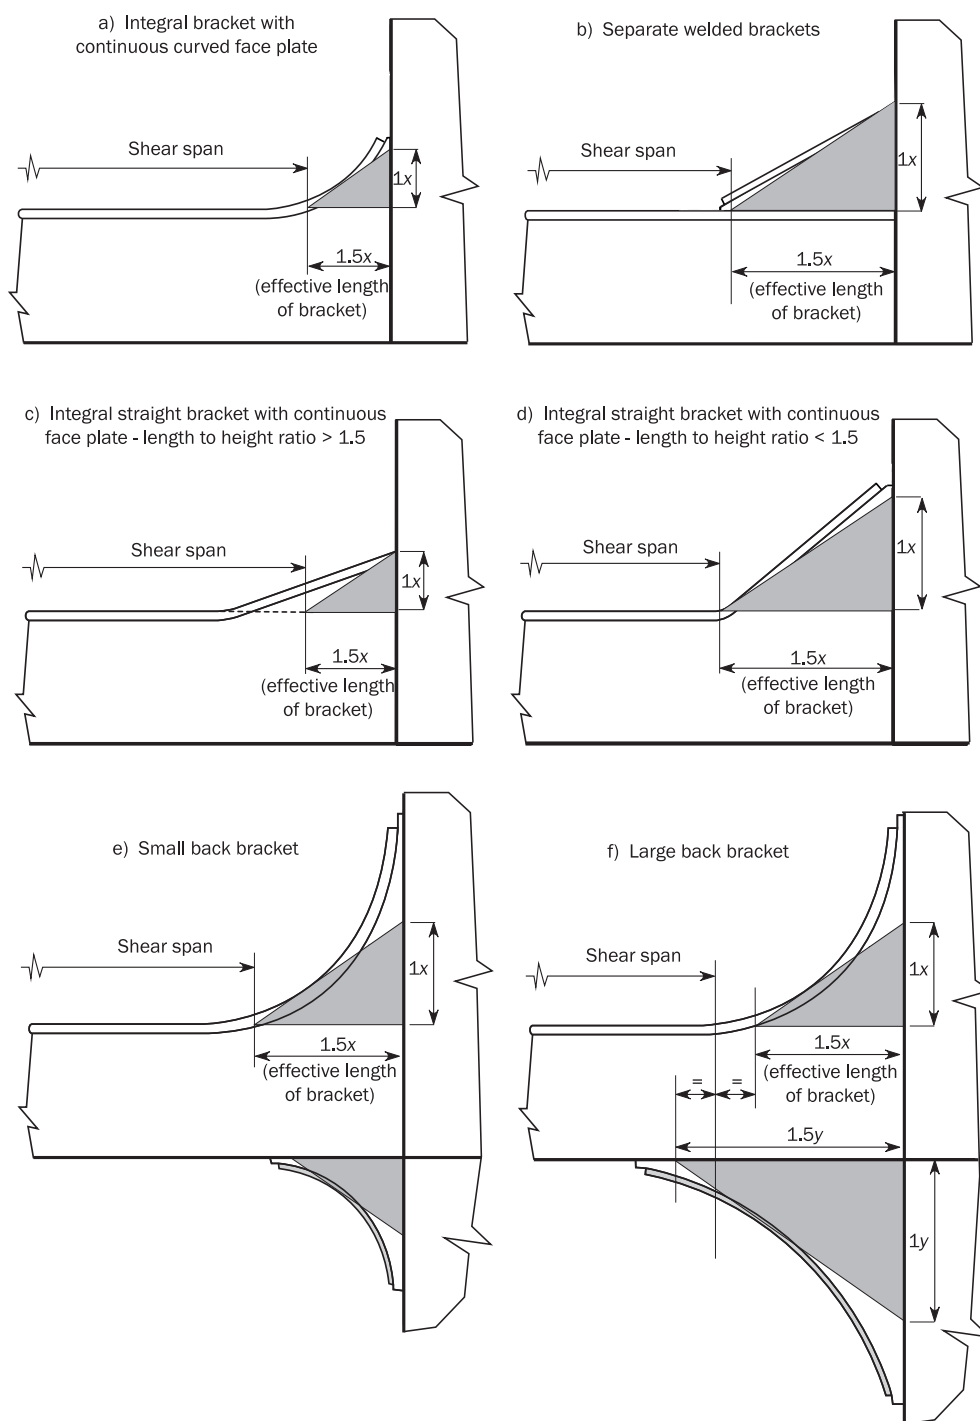 a) Integral bracket with
continuous curved face plate
Shear span
1x
1.5x
(effective length
of bracket)
b) Separate welded brackets
Shear span
1x
1.5x
(effective length
of bracket)
c) Integral straight bracket with continuous
face plate - length to height ratio > 1.5
Shear span
1x
1.5x
(effective length
of bracket)
d) Integral straight bracket with continuous
face plate - length to height ratio < 1.5
Shear span
1x
1.5x
(effective length
of bracket)
e) Small back bracket
Shear span
1x
1.5x
(effective length
of bracket)
f) Large back bracket
Shear span
1x
1.5x
(effective length
of bracket)
= =
1.5y
1y